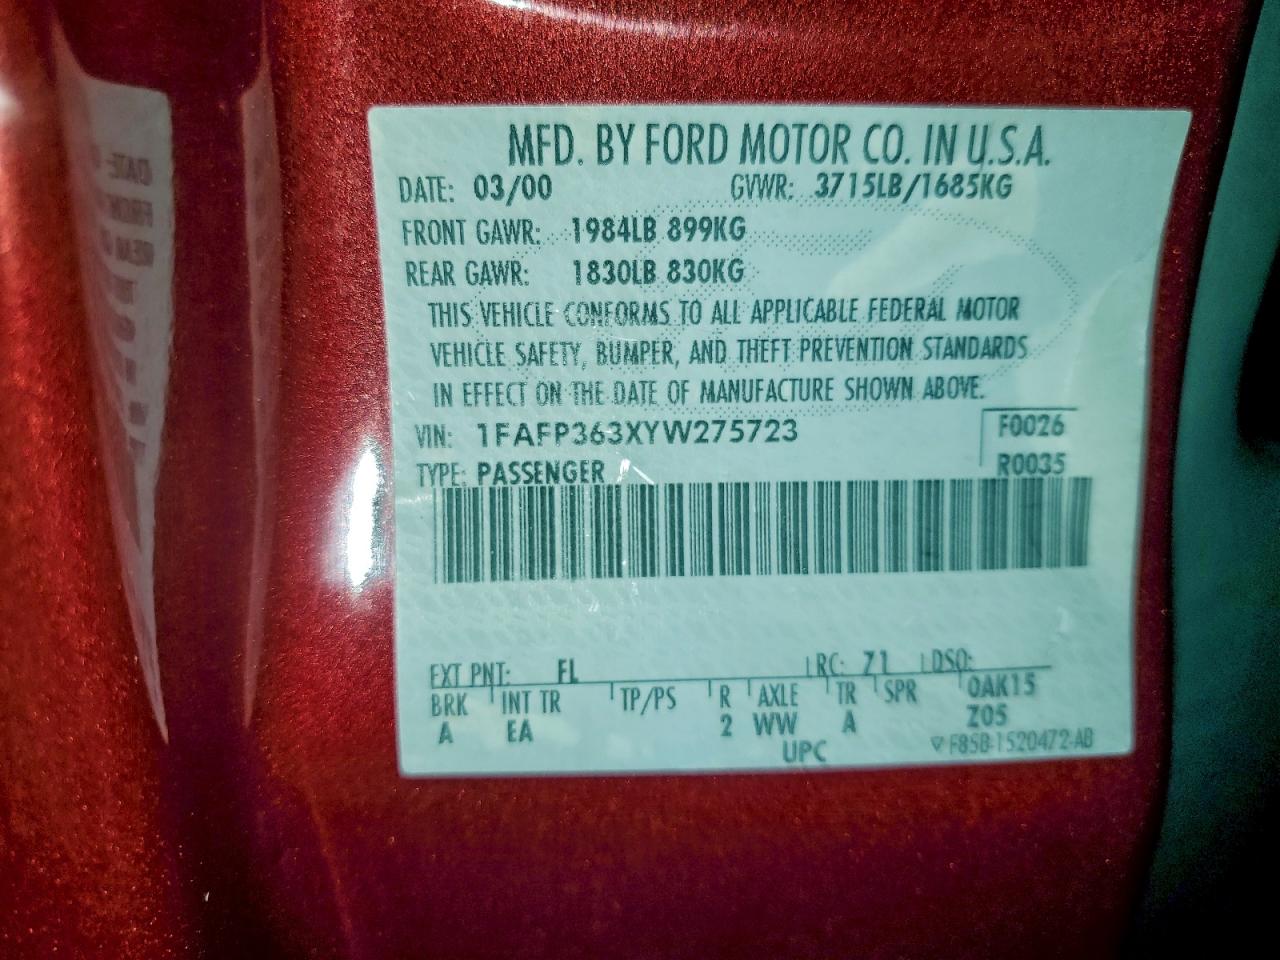 MFD. BY FORD MOTOR CO. IN U.S.A.
DATE: 03/00 GVWR: 3715LB/1685KG
FRONT GAWR: 1984LB 899KG
REAR GAWR: 1830LB 830KG
THIS VEHICLE CONFORMS TO ALL APPLICABLE FEDERAL MOTOR
VEHICLE SAFETY, BUMPER, AND THEFT PREVENTION STANDARDS
IN EFFECT ON THE DATE OF MANUFACTURE SHOWN ABOVE.
VIN: 1FAFP363XYW275723 F0026
TYPE: PASSENGER R0035
EXT PNT: FL RC: 71 DSO:
BRK INT TR TP/PS R AXLE TR SPR 0AK15
A EA 2 WW A Z05
UPC ▽ F85B-1520472-AB